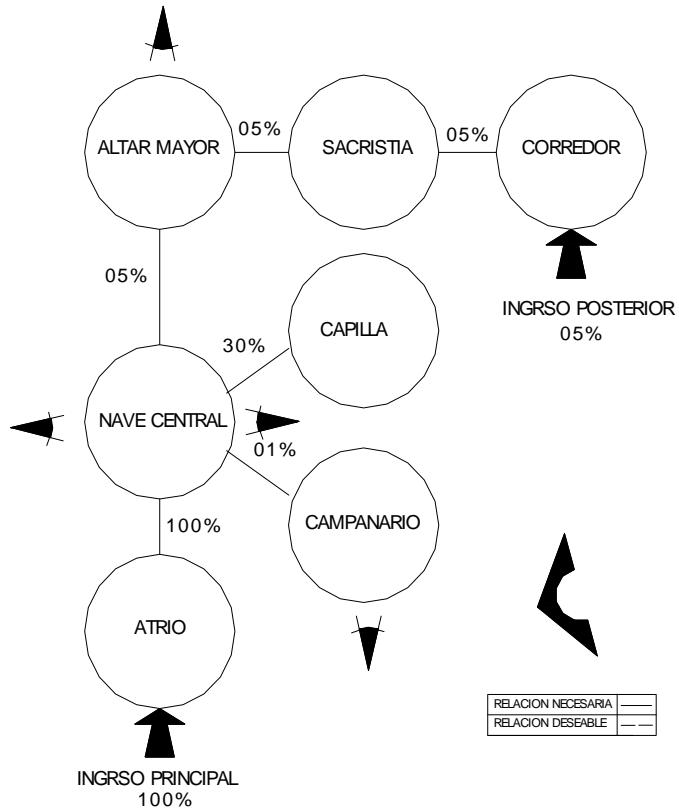 ALTAR MAYOR
05%
SACRISTIA
05%
CORREDOR
05%
INGRSO POSTERIOR
05%
CAPILLA
30%
NAVE CENTRAL
01%
CAMPANARIO
100%
ATRIO
RELACION NECESARIA
RELACION DESEABLE
INGRSO PRINCIPAL
100%